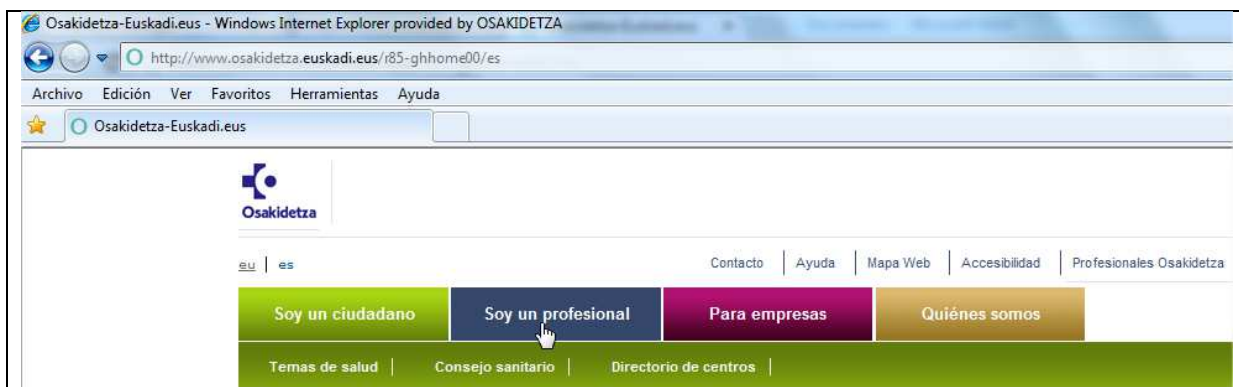 Osakidetza-Euskadi.eus - Windows Internet Explorer provided by OSAKIDETZA
http://www.osakidetza.euskadi.eus/r85-ghhome00/es
Archivo Edición Ver Favoritos Herramientas Ayuda
Osakidetza-Euskadi.eus
Osakidetza
eu | es Contacto | Ayuda | Mapa Web | Accesibilidad | Profesionales Osakidetza
Soy un ciudadano Soy un profesional Para empresas Quiénes somos
Temas de salud | Consejo sanitario | Directorio de centros |